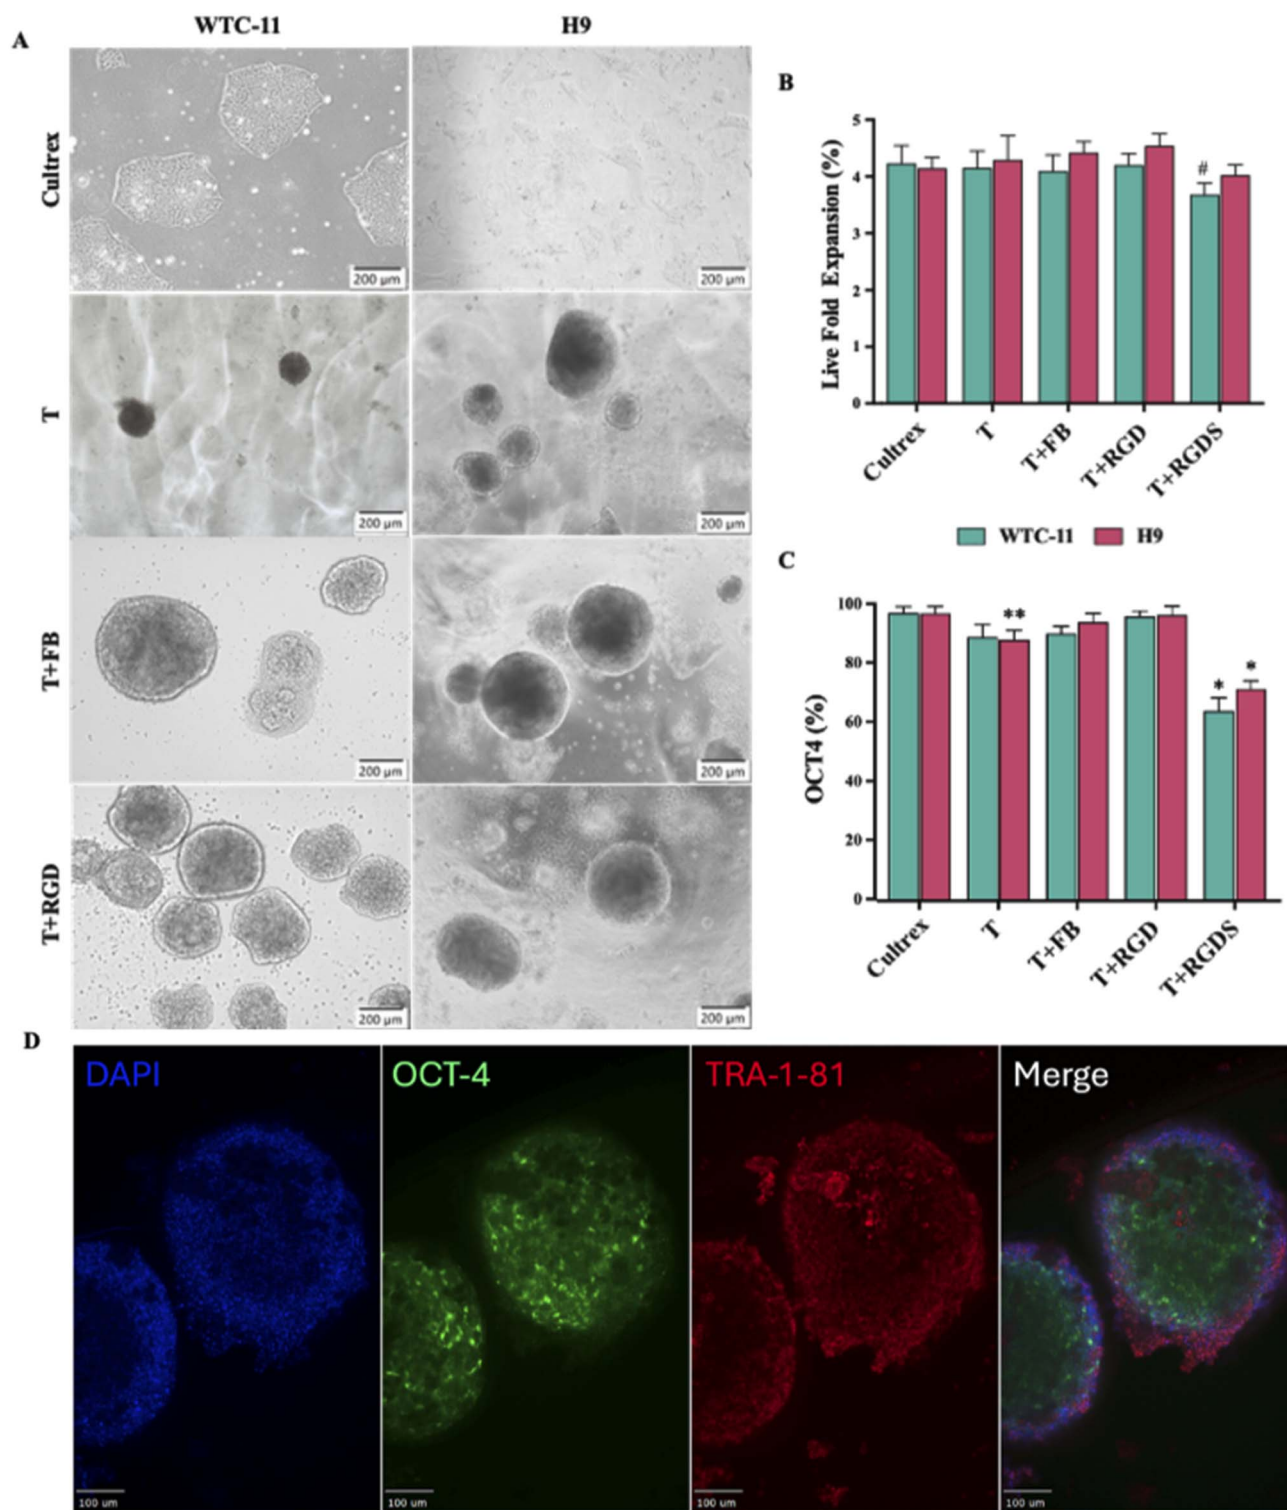 WTC-11
H9
A
Cultrex
200 µm
200 µm
T
200 µm
200 µm
T+FB
200 µm
200 µm
T+RGD
200 µm
200 µm
B
Live Fold Expansion (%)
5
4
3
2
1
0
#
Cultrex
T
T+FB
T+RGD
T+RGDS
WTC-11
H9
C
OCT4 (%)
100
80
60
40
20
0
**
*
*
Cultrex
T
T+FB
T+RGD
T+RGDS
D
DAPI
OCT-4
TRA-1-81
Merge
100 um
100 um
100 um
100 um